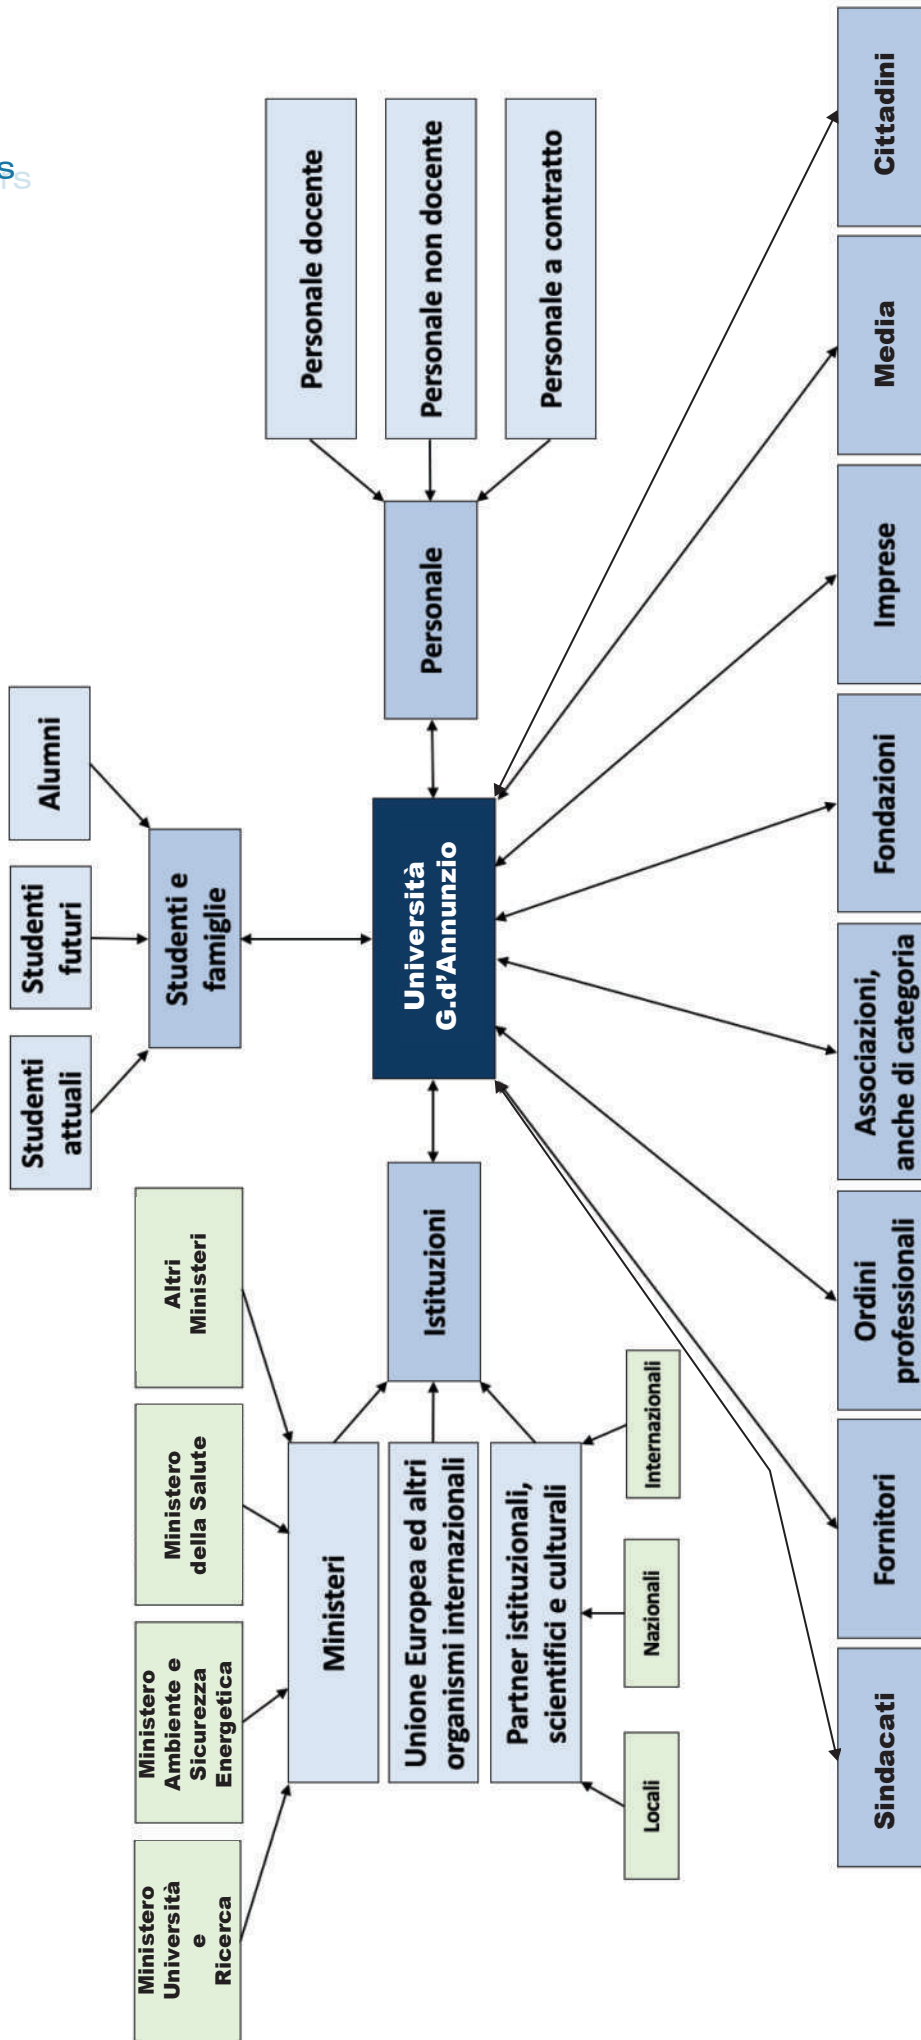 Alumni
Studenti
futuri
Studenti
attuali
Studenti e
famiglie
Ministero
Università
e
Ricerca
Ministero
Ambiente e
Sicurezza
Energetica
Ministero
della Salute
Altri
Ministeri
Ministeri
Unione Europea ed altri
organismi internazionali
Partner istituzionali,
scientifici e culturali
Locali
Nazionali
Internazionali
Istituzioni
Università
G.d'Annunzio
Personale
Personale docente
Personale non docente
Personale a contratto
Sindacati
Fornitori
Ordini
professionali
Associazioni,
anche di categoria
Fondazioni
Imprese
Media
Cittadini